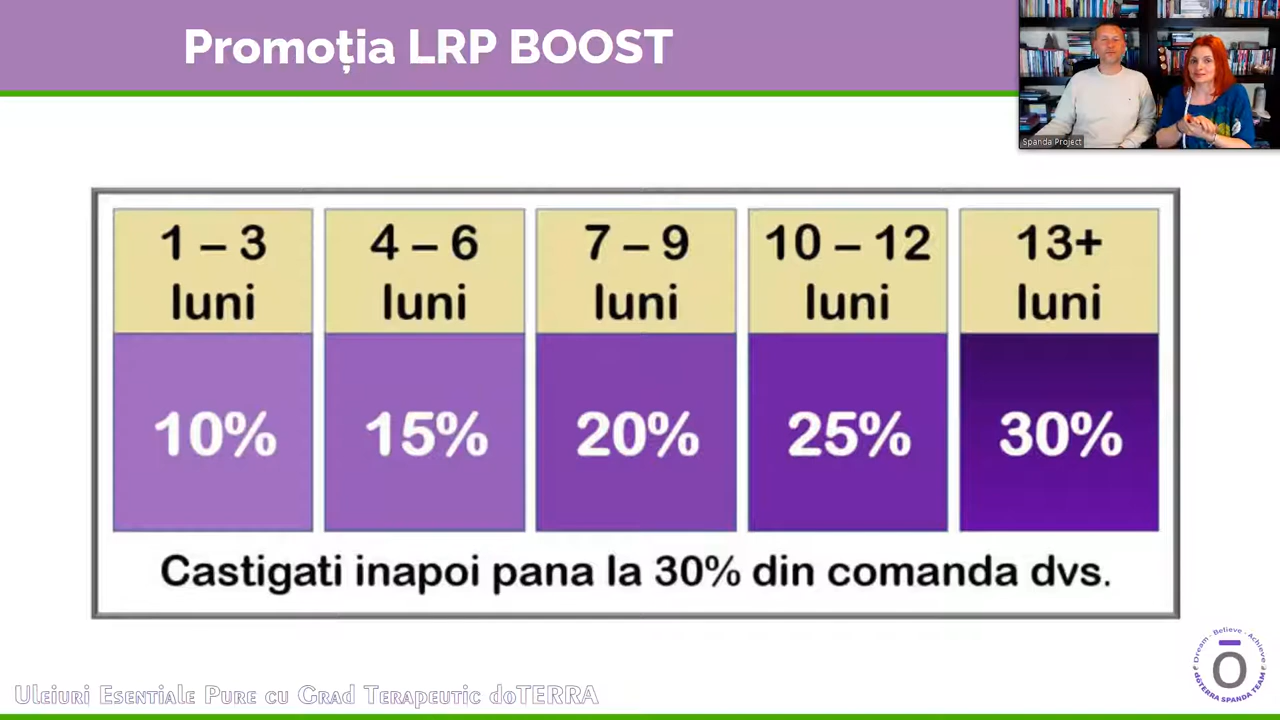 Promoția LRP BOOST
Spanda Project
1 – 3
luni
4 – 6
luni
7 – 9
luni
10 – 12
luni
13+
luni
10%
15%
20%
25%
30%
Castigati inapoi pana la 30% din comanda dvs.
Uleiuri Esentiale Pure cu Grad Terapeutic doTERRA
Dream · Believe · Achieve
Ō
dōTERRA SPANDA TEAM